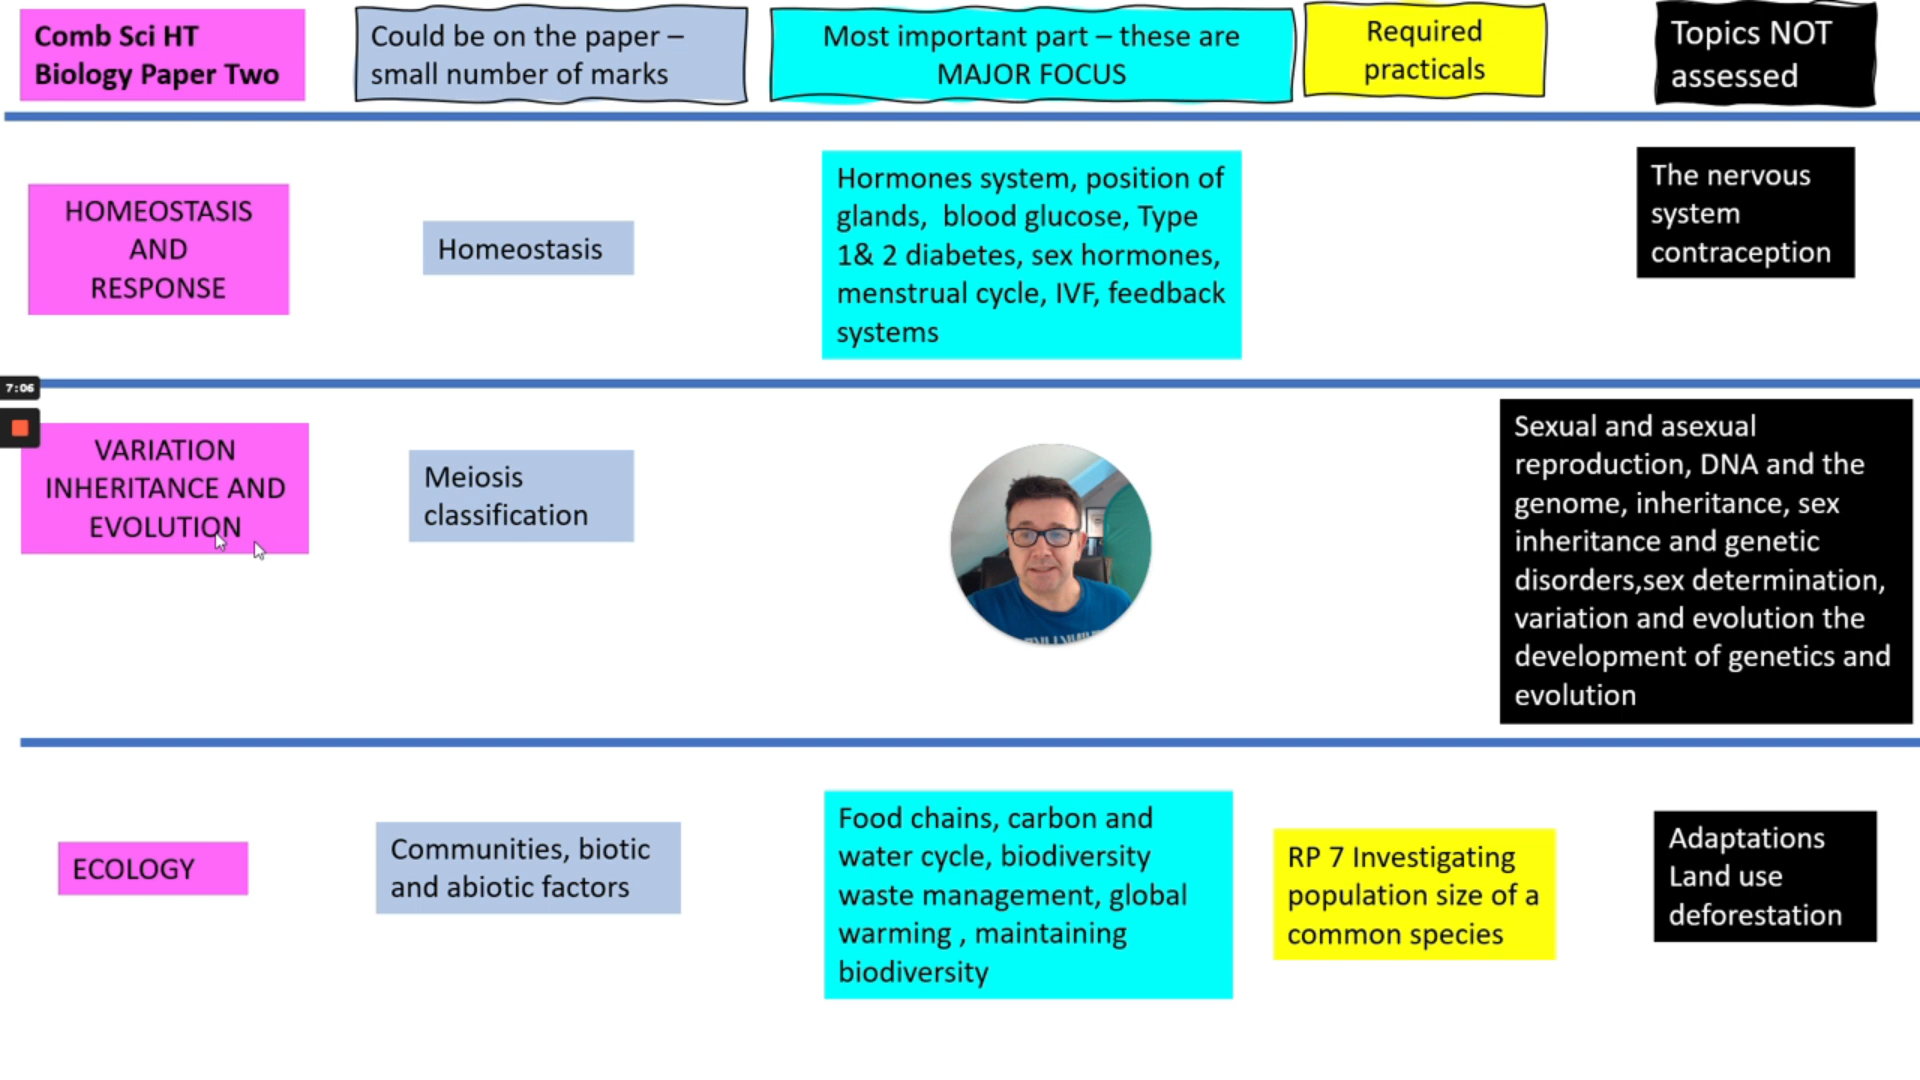 Comb Sci HT
Biology Paper Two
Could be on the paper –
small number of marks
Most important part – these are
MAJOR FOCUS
Required
practicals
Topics NOT
assessed
HOMEOSTASIS
AND
RESPONSE
Homeostasis
Hormones system, position of
glands, blood glucose, Type
1& 2 diabetes, sex hormones,
menstrual cycle, IVF, feedback
systems
The nervous
system
contraception
7:06
VARIATION
INHERITANCE AND
EVOLUTION
Meiosis
classification
Sexual and asexual
reproduction, DNA and the
genome, inheritance, sex
inheritance and genetic
disorders,sex determination,
variation and evolution the
development of genetics and
evolution
ECOLOGY
Communities, biotic
and abiotic factors
Food chains, carbon and
water cycle, biodiversity
waste management, global
warming , maintaining
biodiversity
RP 7 Investigating
population size of a
common species
Adaptations
Land use
deforestation